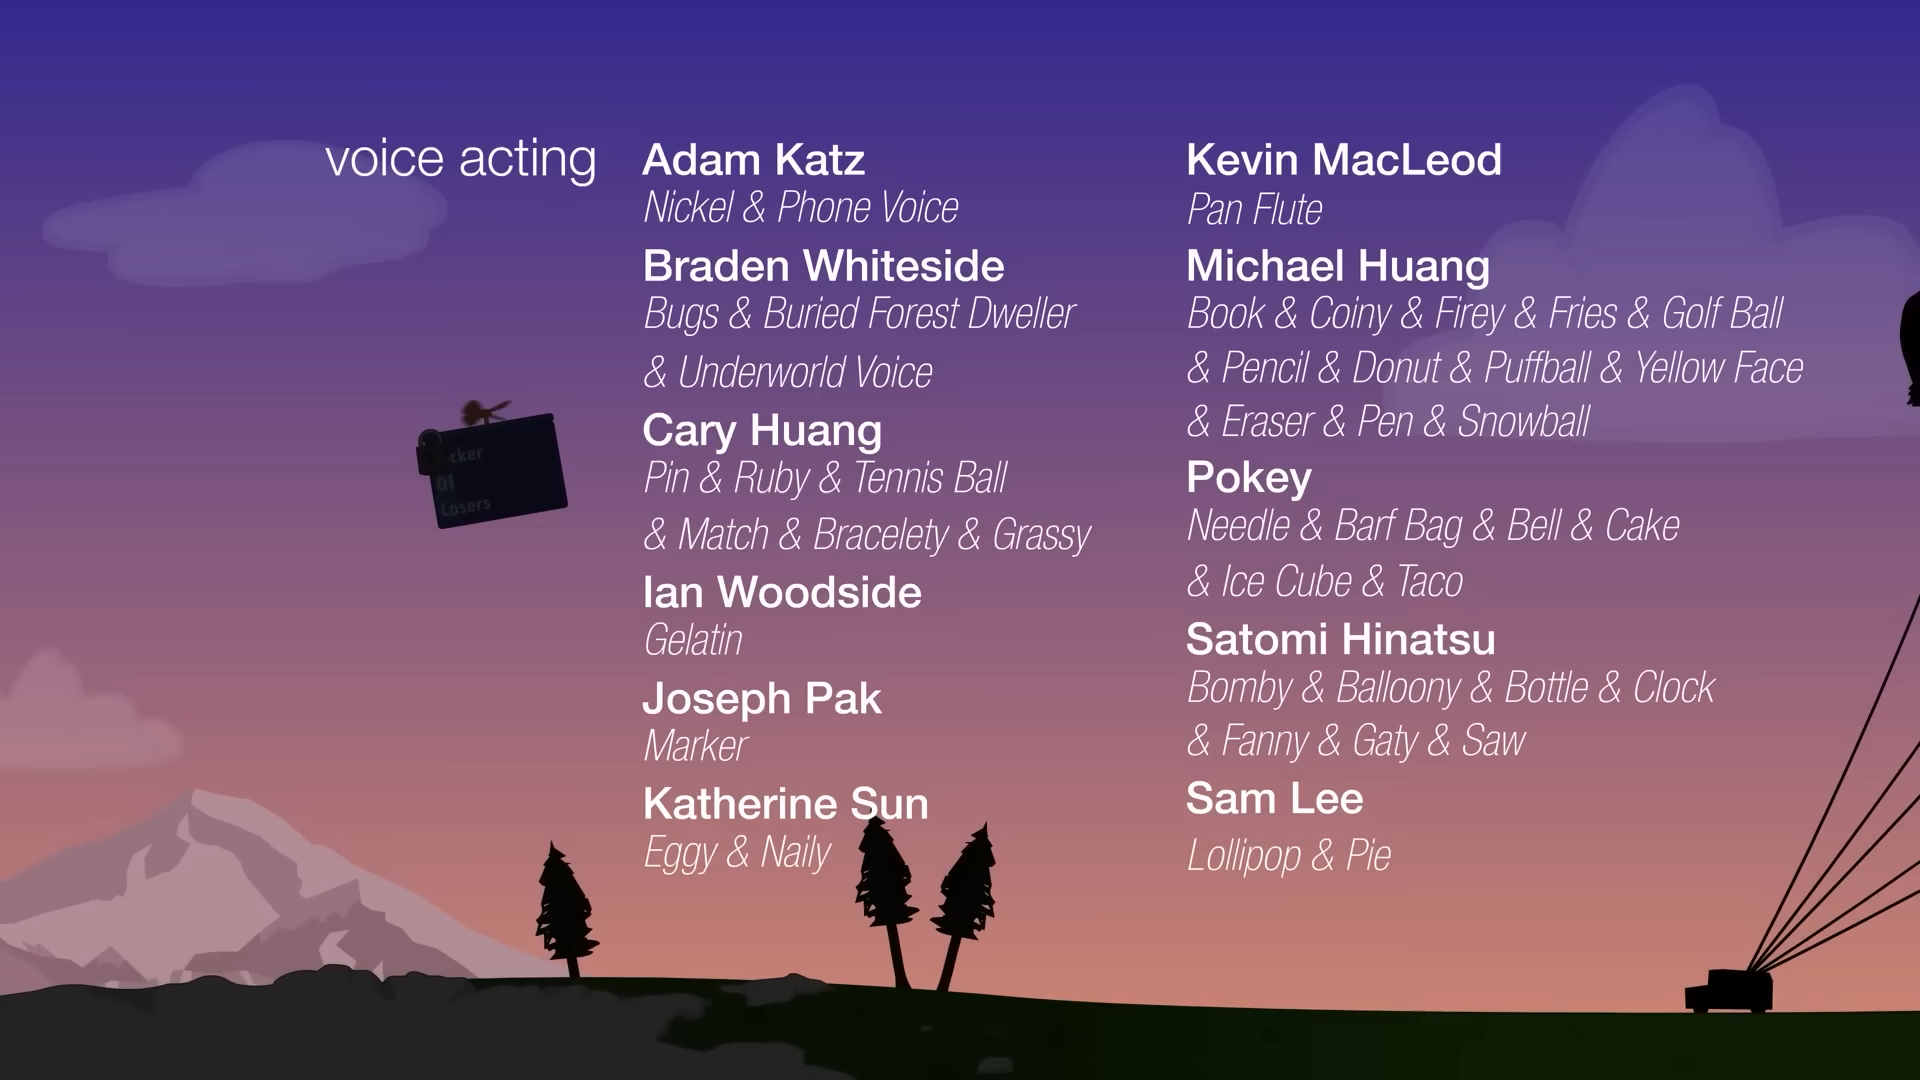 voice acting
Adam Katz
Nickel & Phone Voice
Braden Whiteside
Bugs & Buried Forest Dweller
& Underworld Voice
Cary Huang
Pin & Ruby & Tennis Ball
& Match & Bracelety & Grassy
Ian Woodside
Gelatin
Joseph Pak
Marker
Katherine Sun
Eggy & Naily
Kevin MacLeod
Pan Flute
Michael Huang
Book & Coiny & Firey & Fries & Golf Ball
& Pencil & Donut & Puffball & Yellow Face
& Eraser & Pen & Snowball
Pokey
Needle & Barf Bag & Bell & Cake
& Ice Cube & Taco
Satomi Hinatsu
Bomby & Balloony & Bottle & Clock
& Fanny & Gaty & Saw
Sam Lee
Lollipop & Pie
cker
Of
Losers